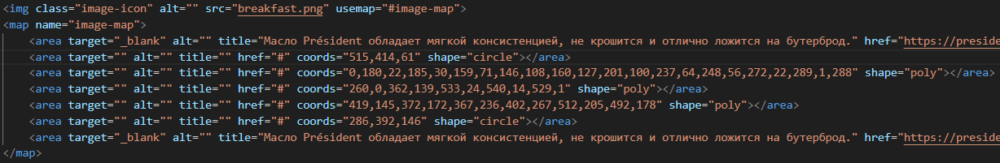 <img class="image-icon" alt="" src="breakfast.png" usemap="#image-map">
<map name="image-map">
<area target="_blank" alt="" title="Масло Président обладает мягкой консистенцией, не крошится и отлично ложится на бутерброд." href="https://preside
<area target="" alt="" title="" href="#" coords="515,414,61" shape="circle"></area>
<area target="" alt="" title="" href="#" coords="0,180,22,185,30,159,71,146,108,160,127,201,100,237,64,248,56,272,22,289,1,288" shape="poly"></area>
<area target="" alt="" title="" href="#" coords="260,0,362,139,533,24,540,14,529,1" shape="poly"></area>
<area target="" alt="" title="" href="#" coords="419,145,372,172,367,236,402,267,512,205,492,178" shape="poly"></area>
<area target="" alt="" title="" href="#" coords="286,392,146" shape="circle"></area>
<area target="_blank" alt="" title="Масло Président обладает мягкой консистенцией, не крошится и отлично ложится на бутерброд." href="https://preside
</map>